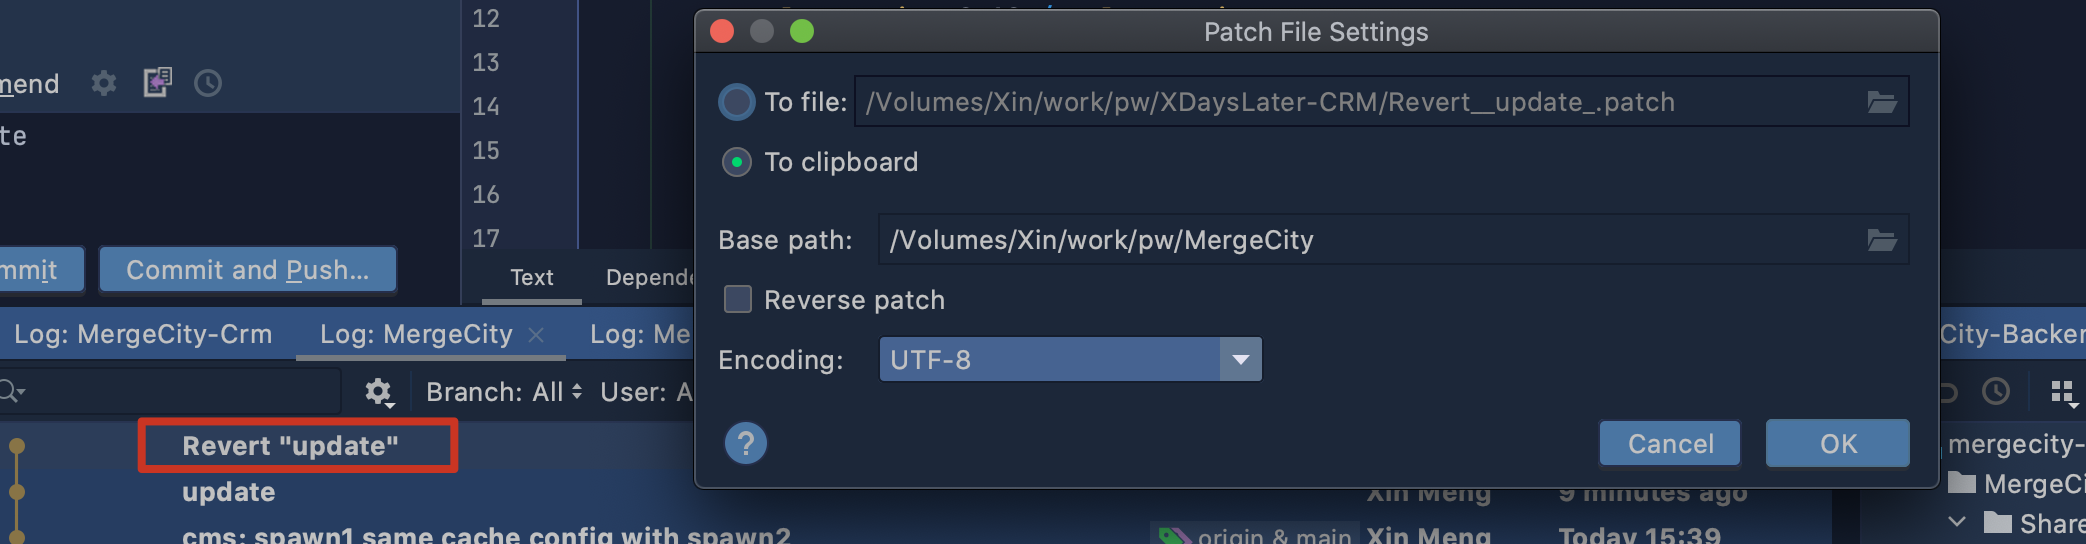 12
13
14
15
16
17
mend
te
mmit
Commit and Push...
Text
Depende
Patch File Settings
To file: /Volumes/Xin/work/pw/XDaysLater-CRM/Revert__update_.patch
To clipboard
Base path: /Volumes/Xin/work/pw/MergeCity
Reverse patch
Encoding: UTF-8
?
Cancel
OK
Log: MergeCity-Crm
Log: MergeCity
Log: Me
City-Backer
Branch: All
User: A
Revert "update"
update
Xin Meng
9 minutes ago
cms: spawn1 same cache config with spawn2
origin & main
Xin Meng
Today 15:39
mergecity-
MergeCi
Share